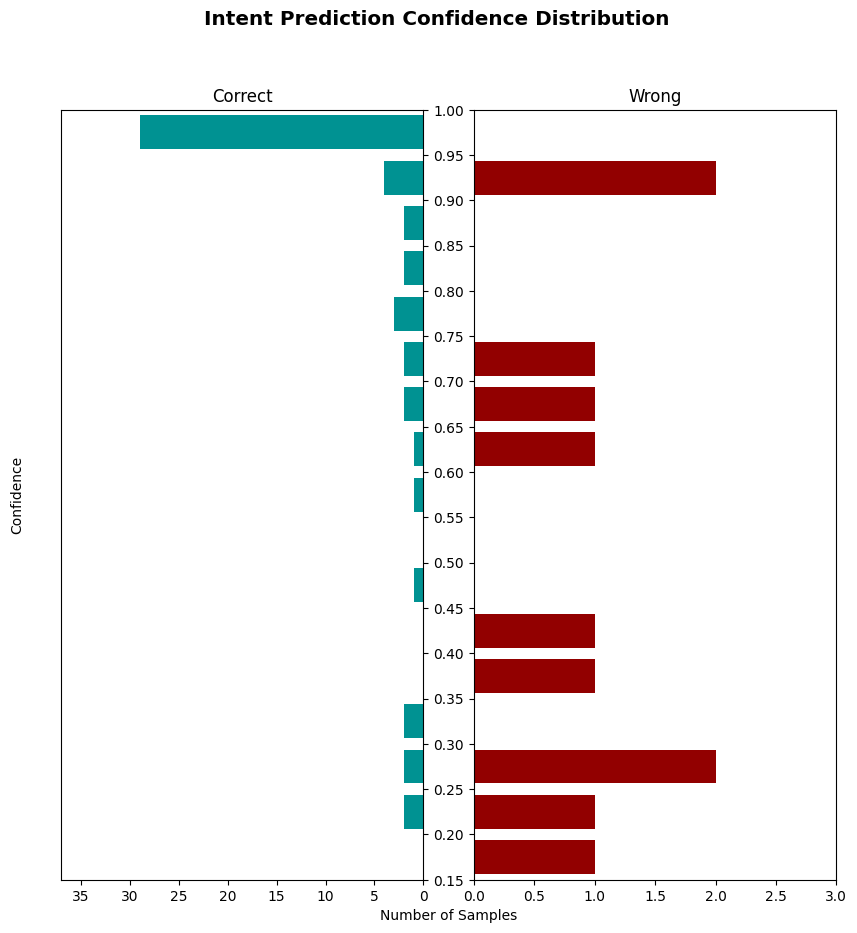 Intent Prediction Confidence Distribution
Correct
Wrong
1.00
0.95
0.90
0.85
0.80
0.75
0.70
0.65
0.60
0.55
0.50
0.45
0.40
0.35
0.30
0.25
0.20
0.15
Confidence
35 30 25 20 15 10 5 0
0.0 0.5 1.0 1.5 2.0 2.5 3.0
Number of Samples